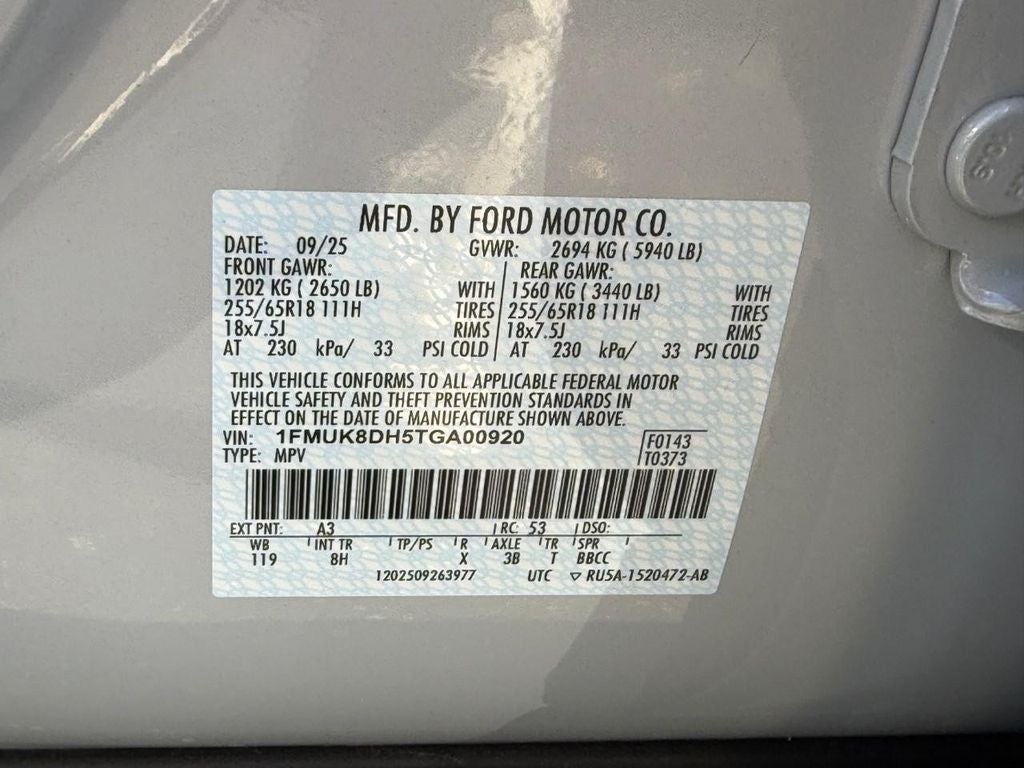 MFD. BY FORD MOTOR CO.
DATE: 09/25 GVWR: 2694 KG ( 5940 LB)
FRONT GAWR: REAR GAWR:
1202 KG ( 2650 LB) WITH 1560 KG ( 3440 LB) WITH
255/65R18 111H TIRES 255/65R18 111H TIRES
18x7.5J RIMS 18x7.5J RIMS
AT 230 kPa/ 33 PSI COLD AT 230 kPa/ 33 PSI COLD
THIS VEHICLE CONFORMS TO ALL APPLICABLE FEDERAL MOTOR
VEHICLE SAFETY AND THEFT PREVENTION STANDARDS IN
EFFECT ON THE DATE OF MANUFACTURE SHOWN ABOVE.
VIN: 1FMUK8DH5TGA00920 F0143
TYPE: MPV T0373
EXT PNT: A3 RC: 53 DSO:
WB INT TR TP/PS R AXLE TR SPR
119 8H X 3B T BBCC
1202509263977 UTC ▽ RU5A-1520472-AB